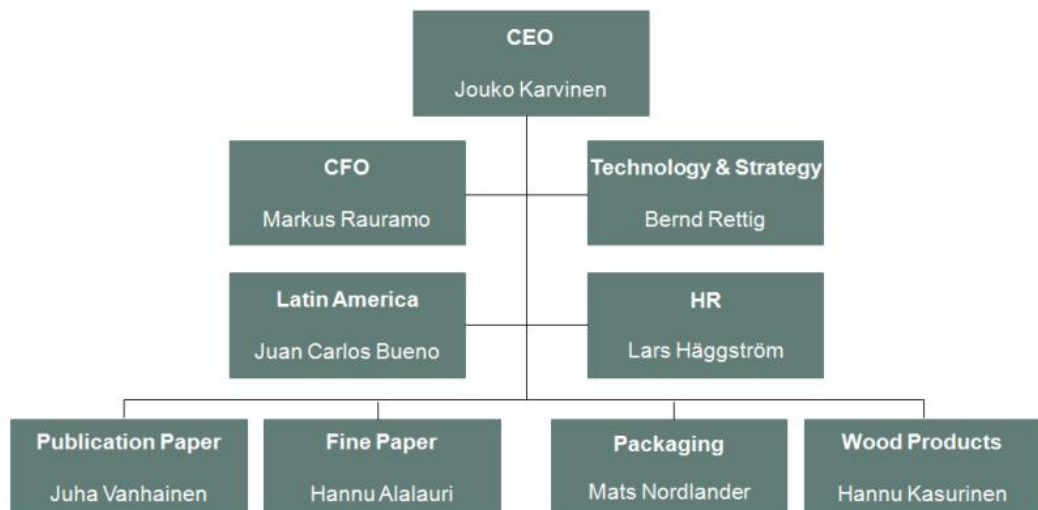 CEO
Jouko Karvinen
CFO
Markus Rauramo
Technology & Strategy
Bernd Rettig
Latin America
Juan Carlos Bueno
HR
Lars Häggström
Publication Paper
Juha Vanhainen
Fine Paper
Hannu Alalauri
Packaging
Mats Nordlander
Wood Products
Hannu Kasurinen